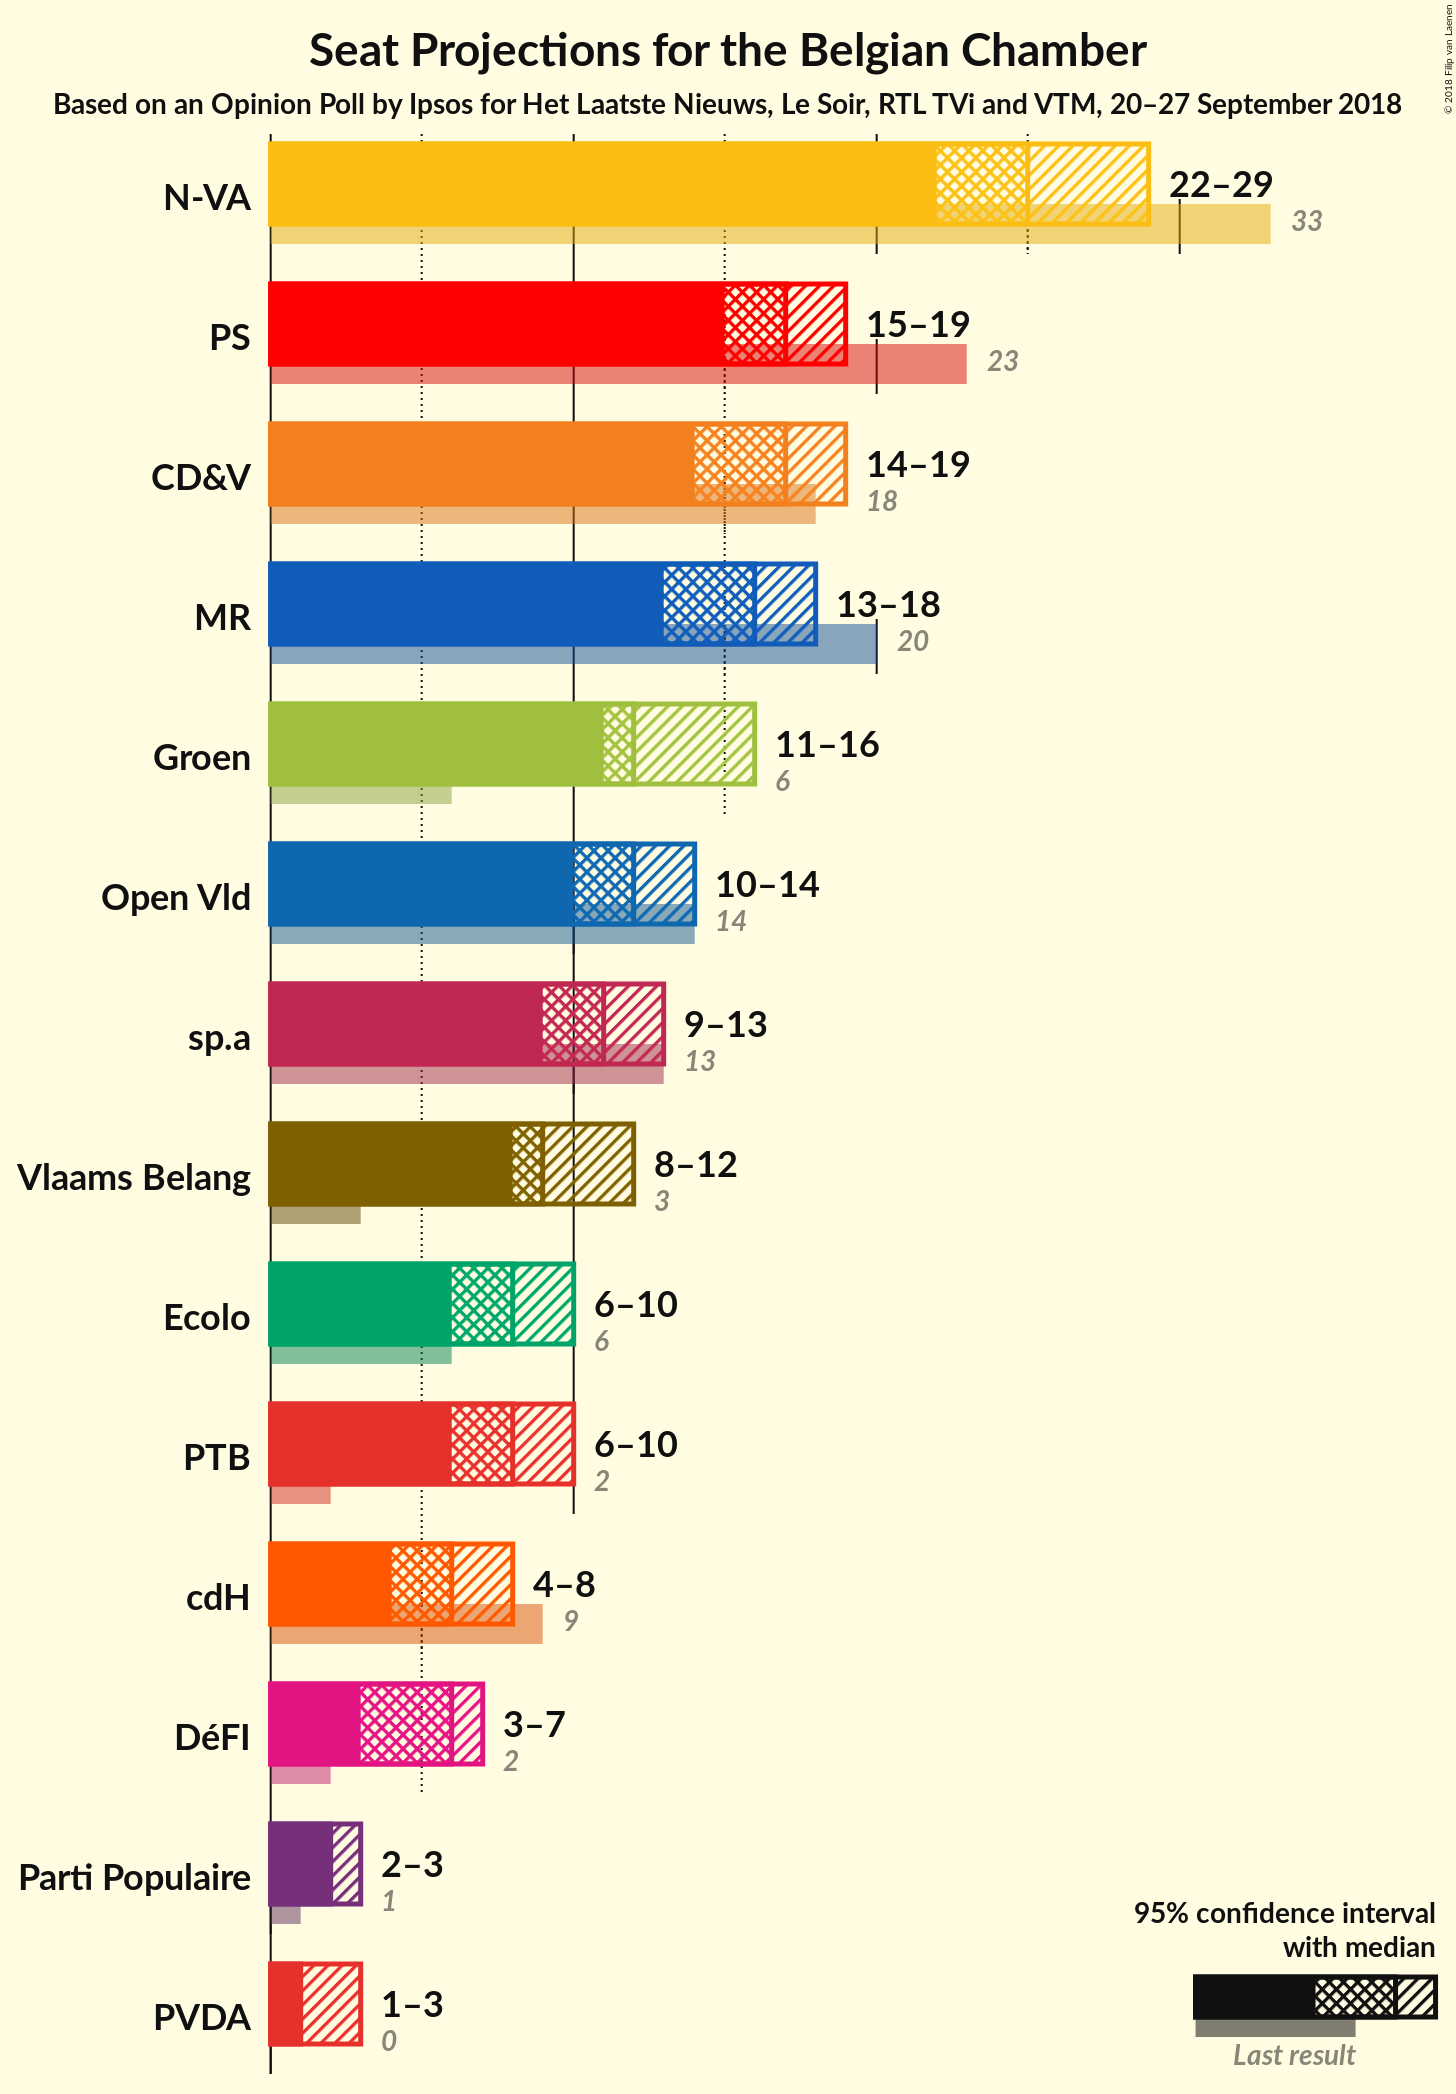 Seat Projections for the Belgian Chamber
Based on an Opinion Poll by Ipsos for Het Laatste Nieuws, Le Soir, RTL TVi and VTM, 20–27 September 2018
© 2018 Filip van Laenen
N-VA
22–29
33
PS
15–19
23
CD&V
14–19
18
MR
13–18
20
Groen
11–16
6
Open Vld
10–14
14
sp.a
9–13
13
Vlaams Belang
8–12
3
Ecolo
6–10
6
PTB
6–10
2
cdH
4–8
9
DéFI
3–7
2
Parti Populaire
2–3
1
PVDA
1–3
0
95% confidence interval
with median
Last result